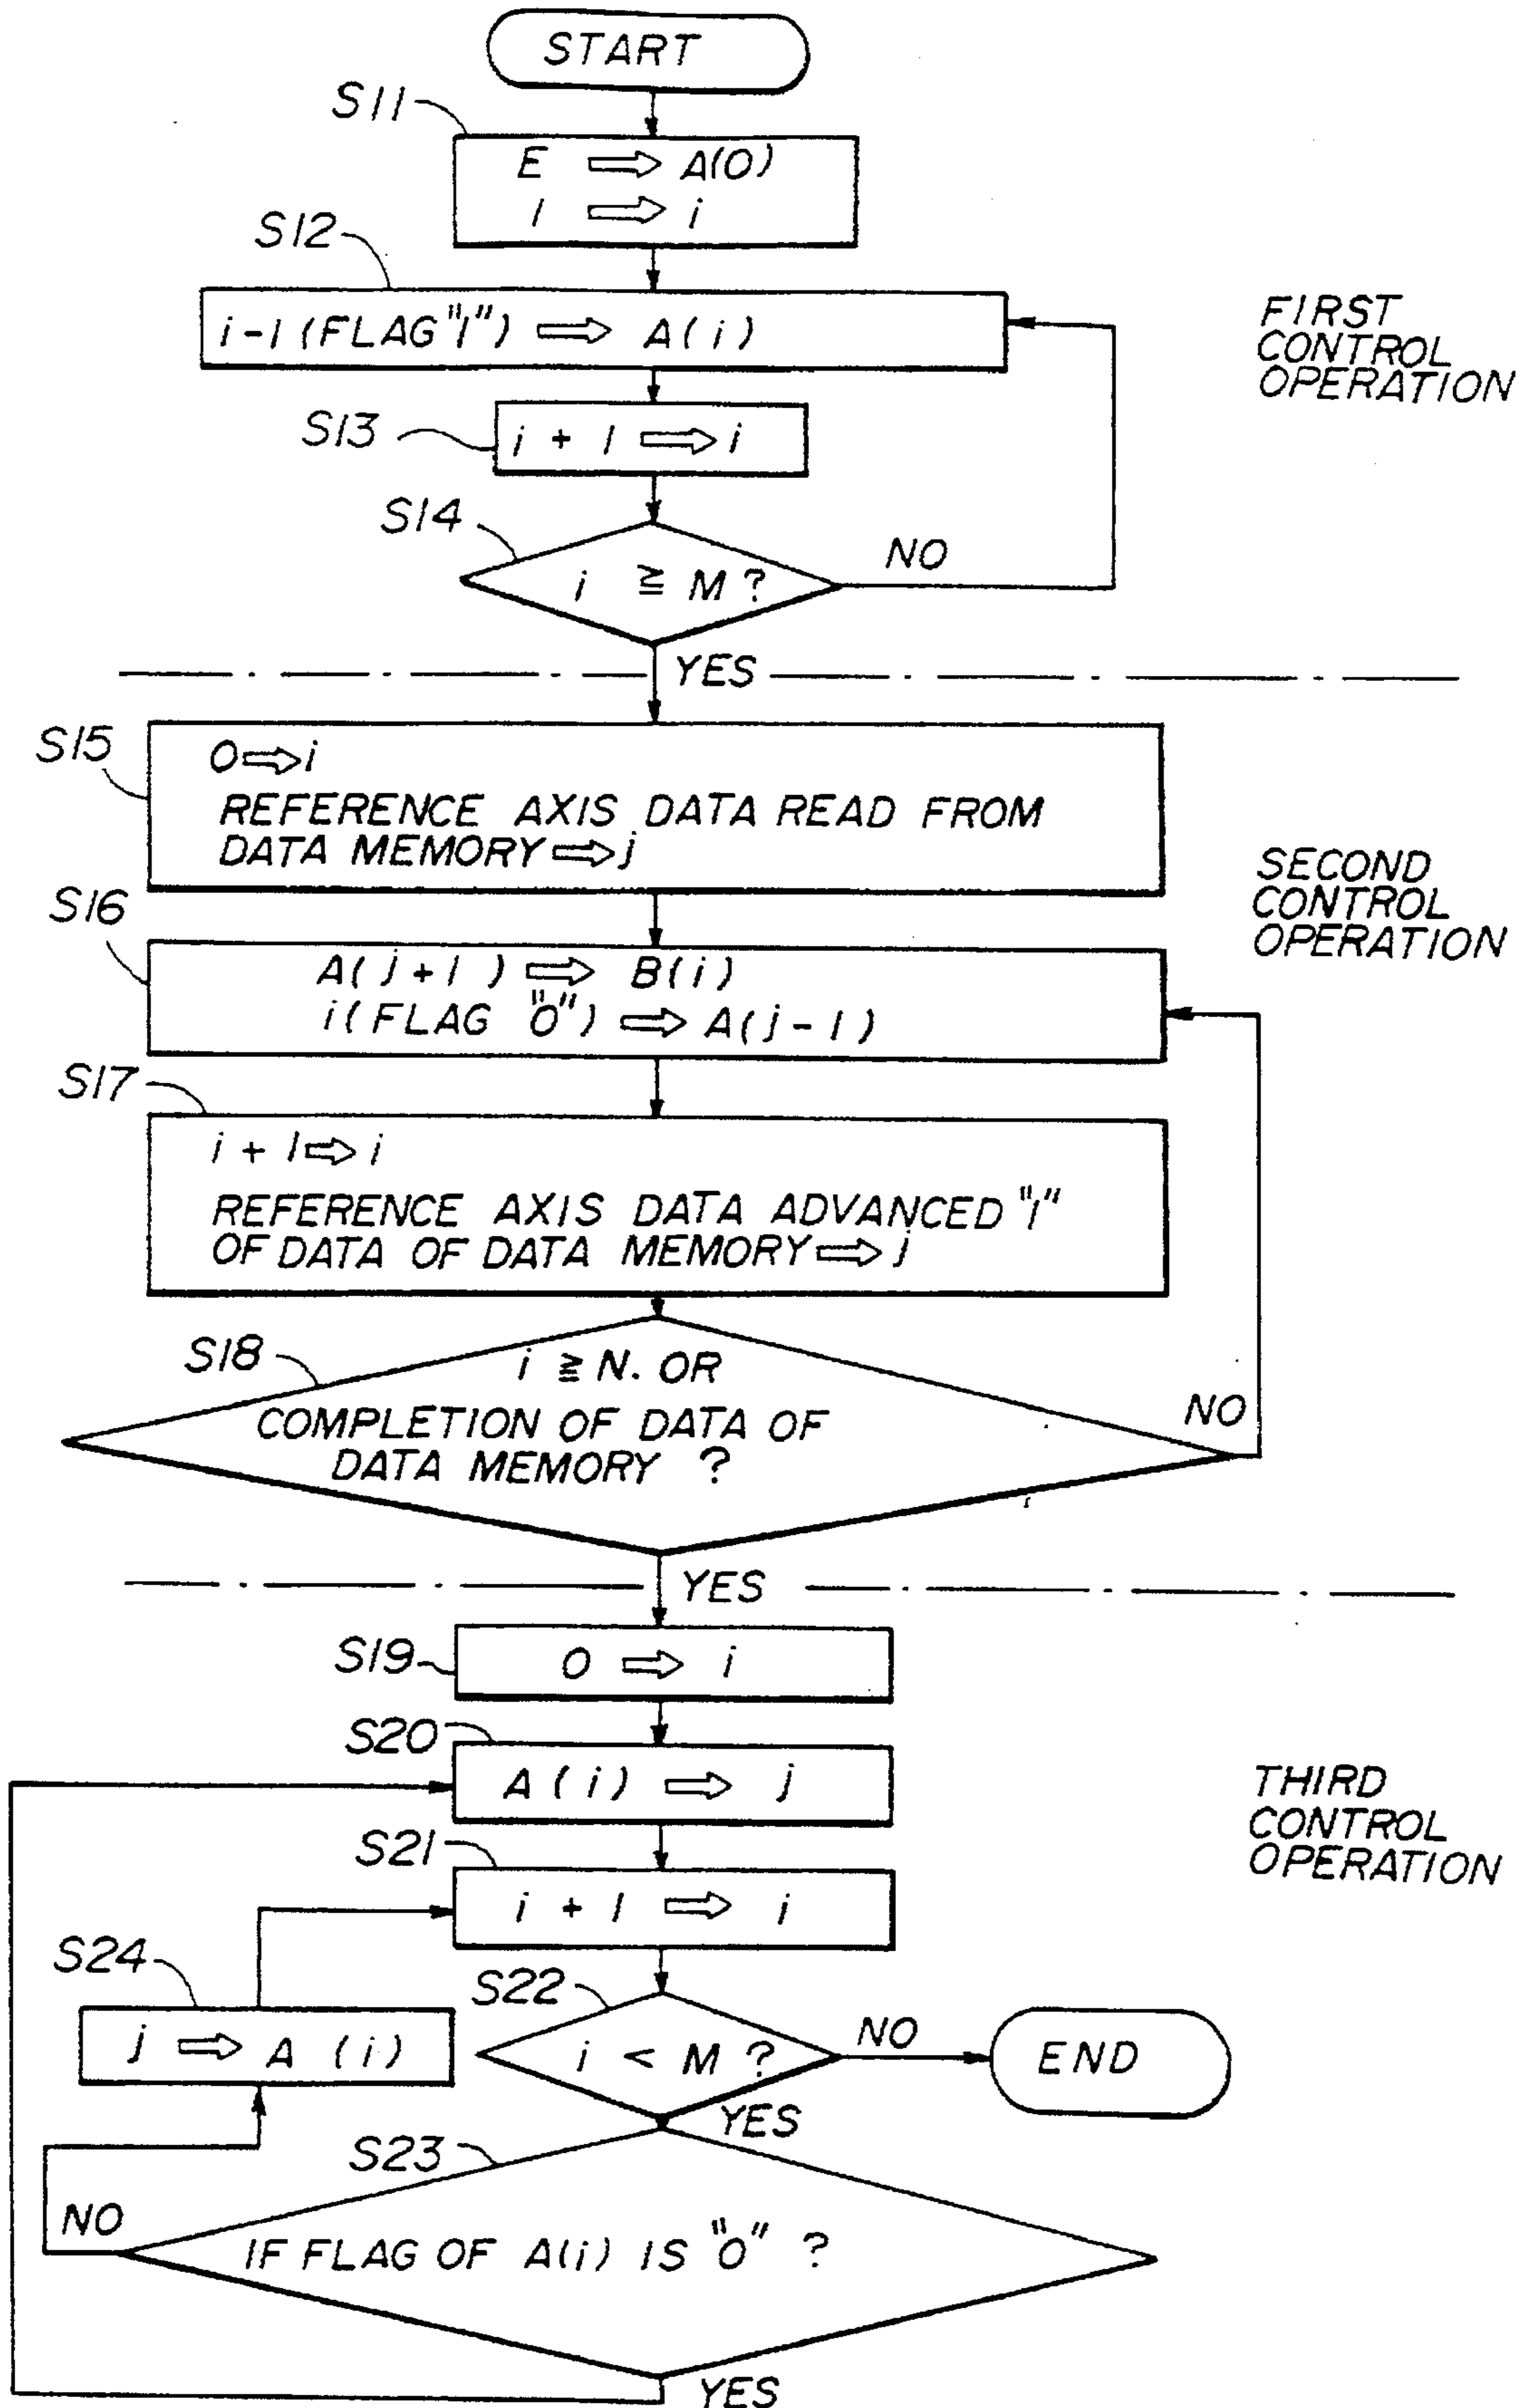 START
S11
E ⇒ A(0)
1 ⇒ i
S12
i-1 (FLAG "1") ⇒ A(i)
FIRST
CONTROL
OPERATION
S13
i + 1 ⇒ i
S14
i ≧ M ?
NO
YES
S15
0 ⇒ i
REFERENCE AXIS DATA READ FROM
DATA MEMORY ⇒ j
SECOND
CONTROL
OPERATION
S16
A(j+1) ⇒ B(i)
i (FLAG "0") ⇒ A(j-1)
S17
i + 1 ⇒ i
REFERENCE AXIS DATA ADVANCED "1"
OF DATA OF DATA MEMORY ⇒ j
S18
i ≧ N. OR
COMPLETION OF DATA OF
DATA MEMORY ?
NO
YES
S19
0 ⇒ i
S20
A (i) ⇒ j
THIRD
CONTROL
OPERATION
S21
i + 1 ⇒ i
S24
j ⇒ A (i)
S22
i < M ?
NO
END
YES
S23
NO
IF FLAG OF A(i) IS "0" ?
YES